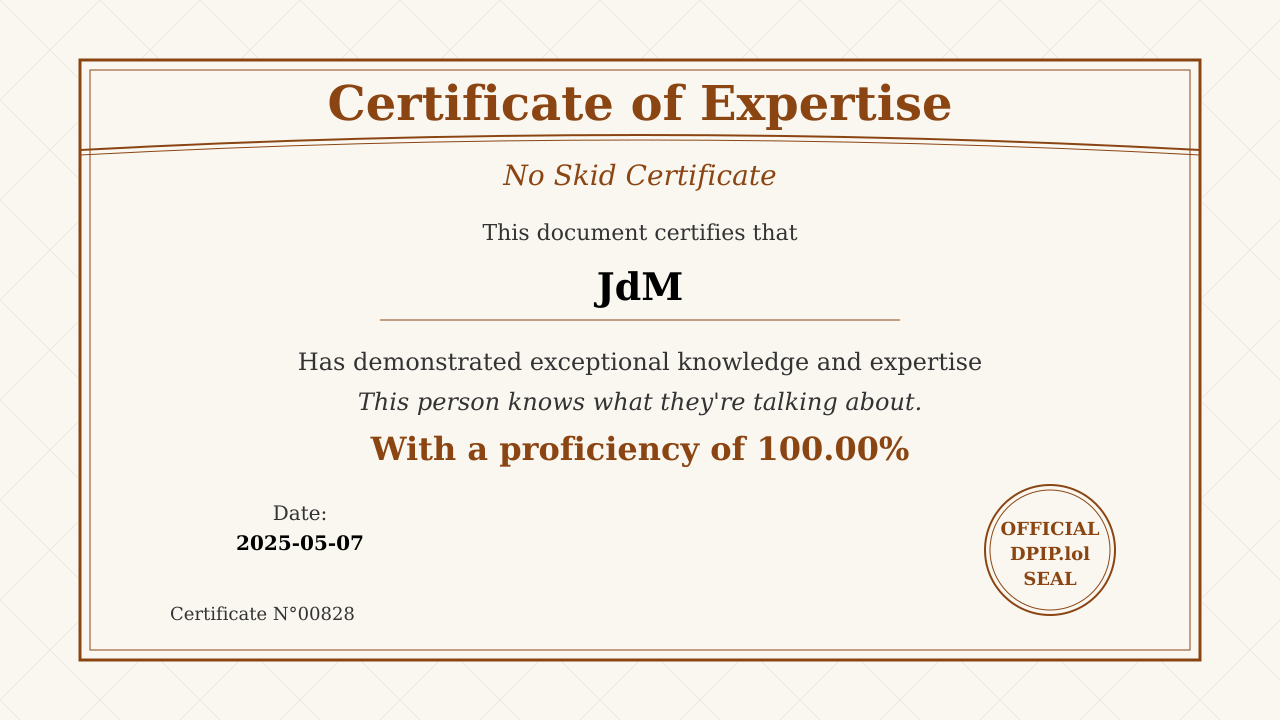 Certificate of Expertise
No Skid Certificate
This document certifies that
JdM
Has demonstrated exceptional knowledge and expertise
This person knows what they're talking about.
With a proficiency of 100.00%
Date:
2025-05-07
OFFICIAL
DPIP.lol
SEAL
Certificate N°00828